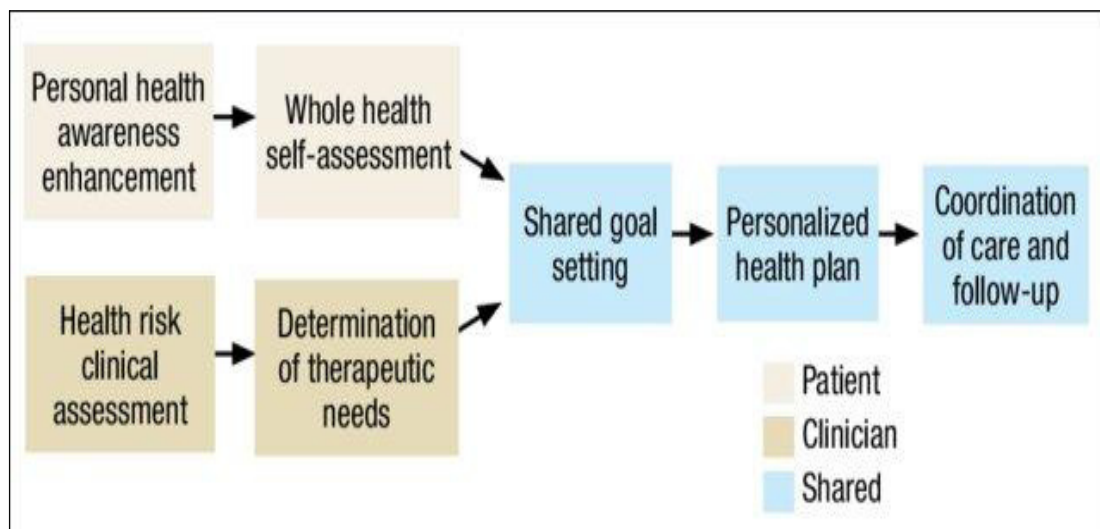 Personal health
awareness
enhancement
Whole health
self-assessment
Health risk
clinical
assessment
Determination
of therapeutic
needs
Shared goal
setting
Personalized
health plan
Coordination
of care and
follow-up
Patient
Clinician
Shared